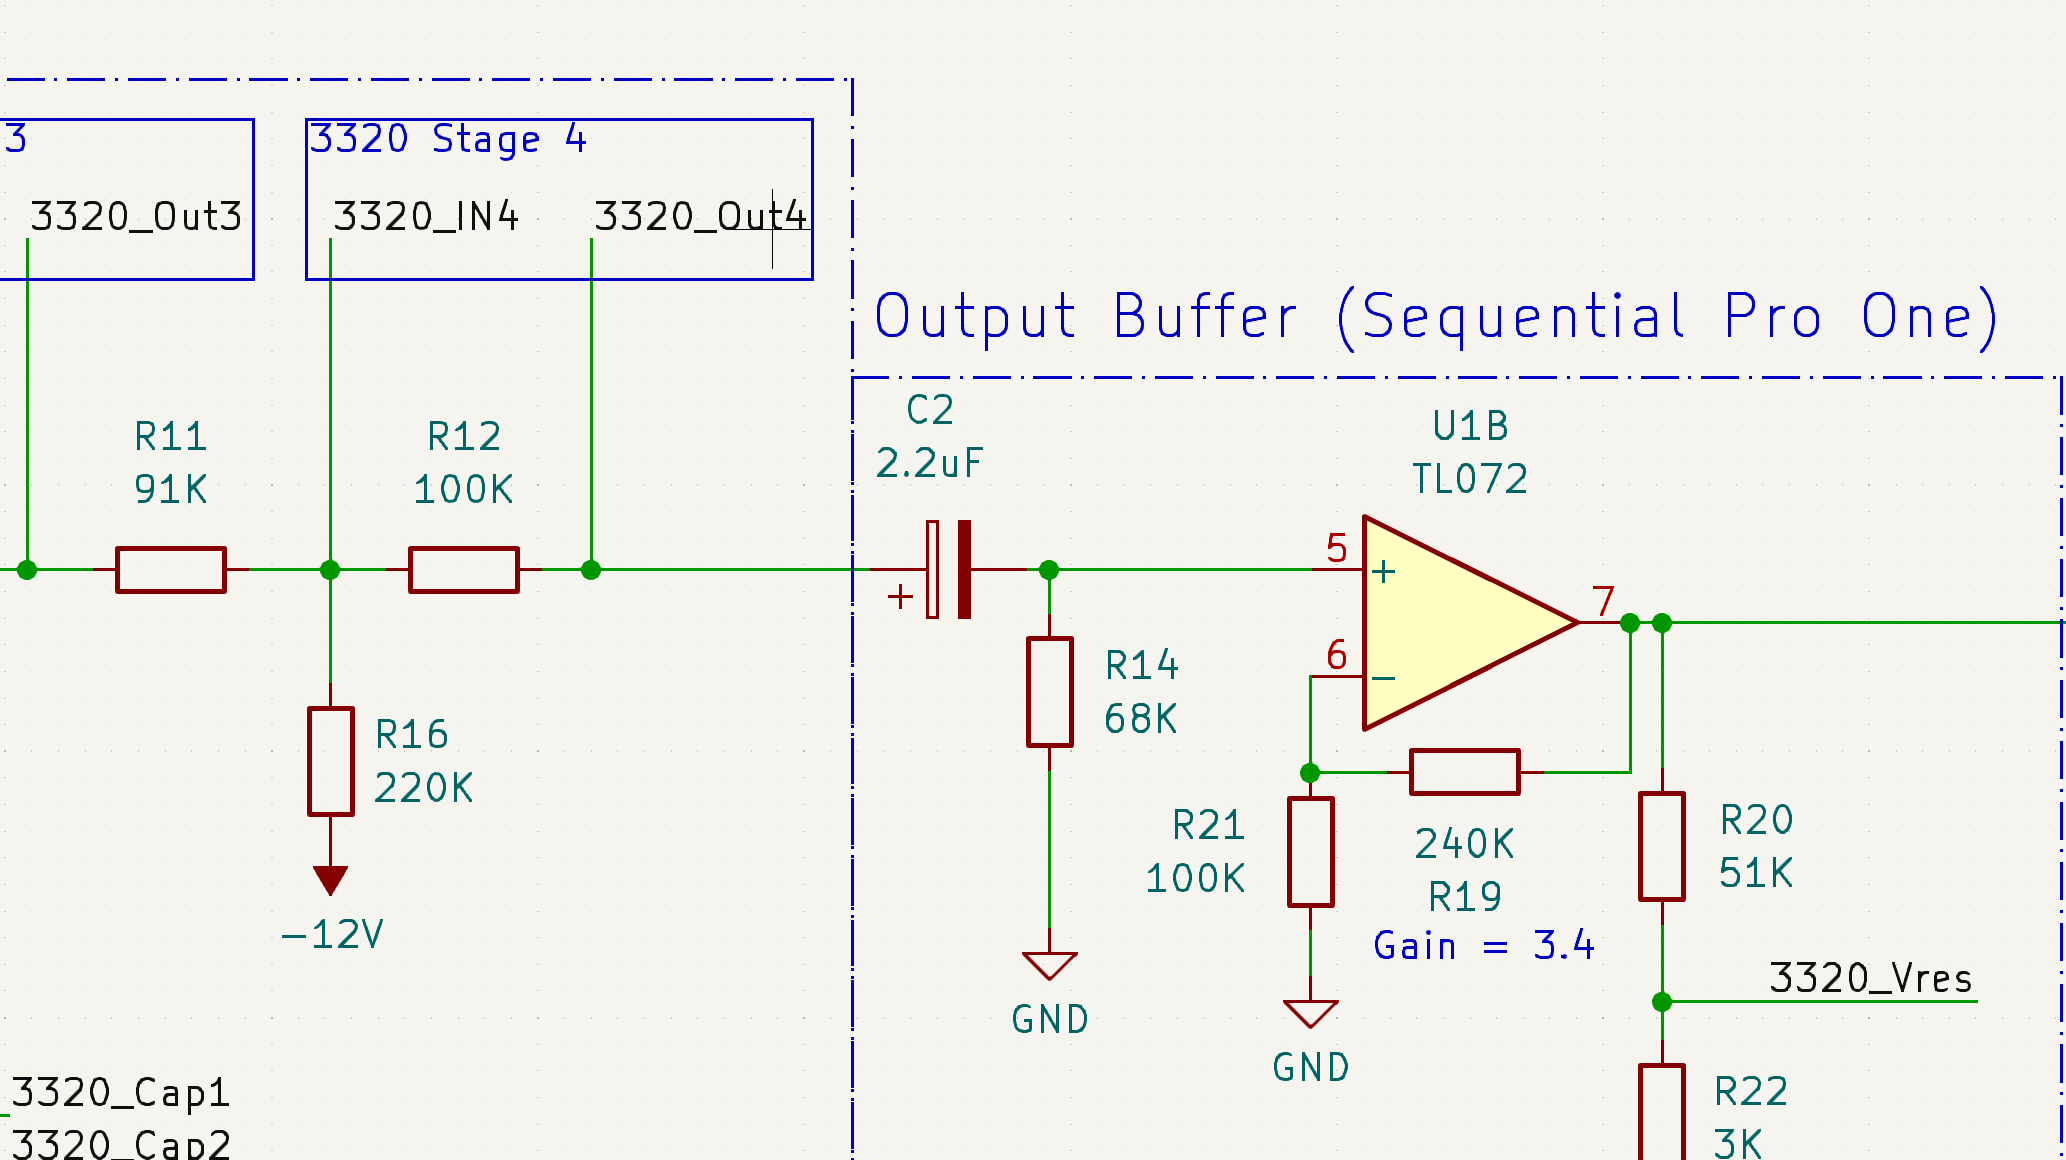 3
3320 Stage 4
3320_Out3
3320_IN4
3320_Out4
Output Buffer (Sequential Pro One)
R11
91K
R12
100K
C2
2.2uF
+
U1B
TL072
5
+
6
−
7
R14
68K
R16
220K
−12V
R21
100K
240K
R19
Gain = 3.4
R20
51K
3320_Vres
GND
GND
R22
3K
3320_Cap1
3320_Cap2